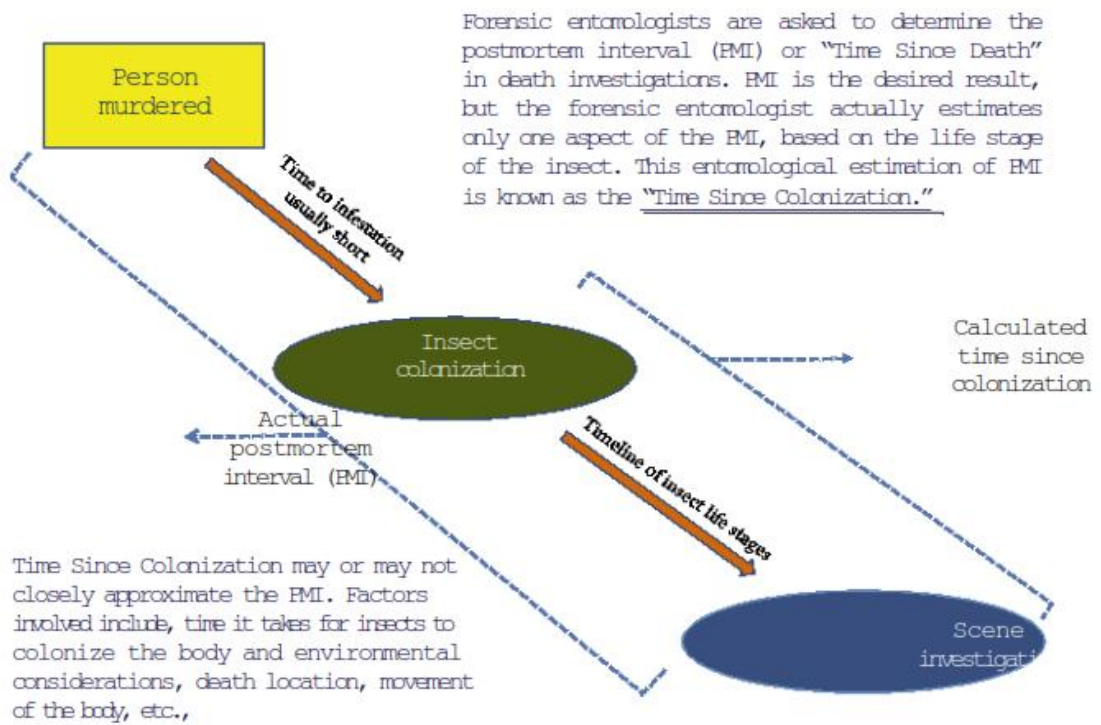 Forensic entomologists are asked to determine the
postmortem interval (PMI) or “Time Since Death”
in death investigations. PMI is the desired result,
but the forensic entomologist actually estimates
only one aspect of the PMI, based on the life stage
of the insect. This entomological estimation of PMI
is known as the “Time Since Colonization.”
Person
murdered
Time to infestation
usually short
Insect
colonization
Calculated
time since
colonization
Actual
postmortem
interval (PMI)
Timeline of insect life stages
Time Since Colonization may or may not
closely approximate the PMI. Factors
involved include, time it takes for insects to
colonize the body and environmental
considerations, death location, movement
of the body, etc.,
Scene
investigati